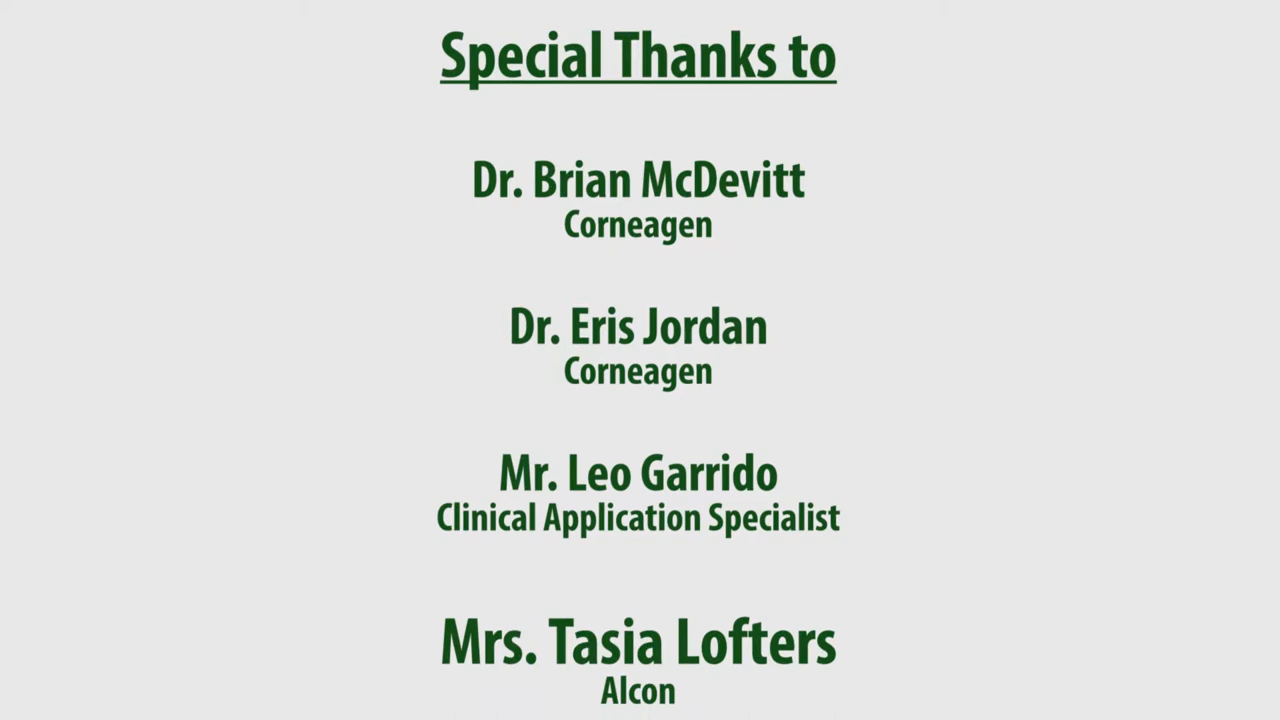 Special Thanks to
Dr. Brian McDevitt
Corneagen
Dr. Eris Jordan
Corneagen
Mr. Leo Garrido
Clinical Application Specialist
Mrs. Tasia Lofters
Alcon